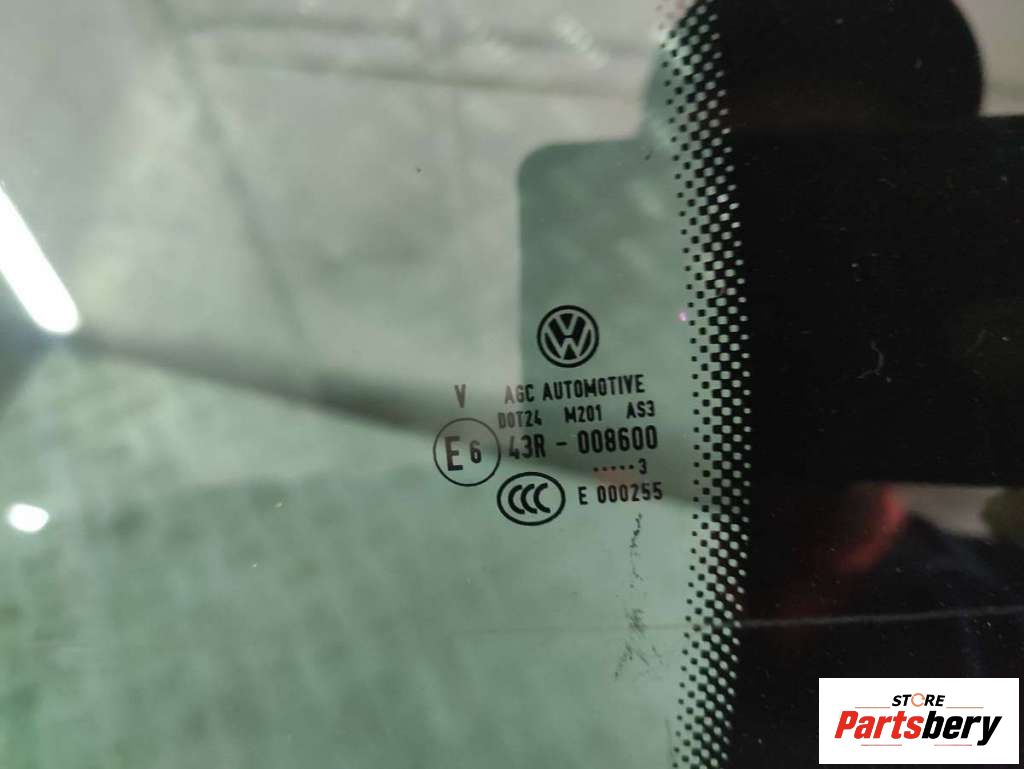 V AGC AUTOMOTIVE
DOT24 M201 AS3
E6 43R - 008600
.....3
CCC E 000255
STORE
Partsbery